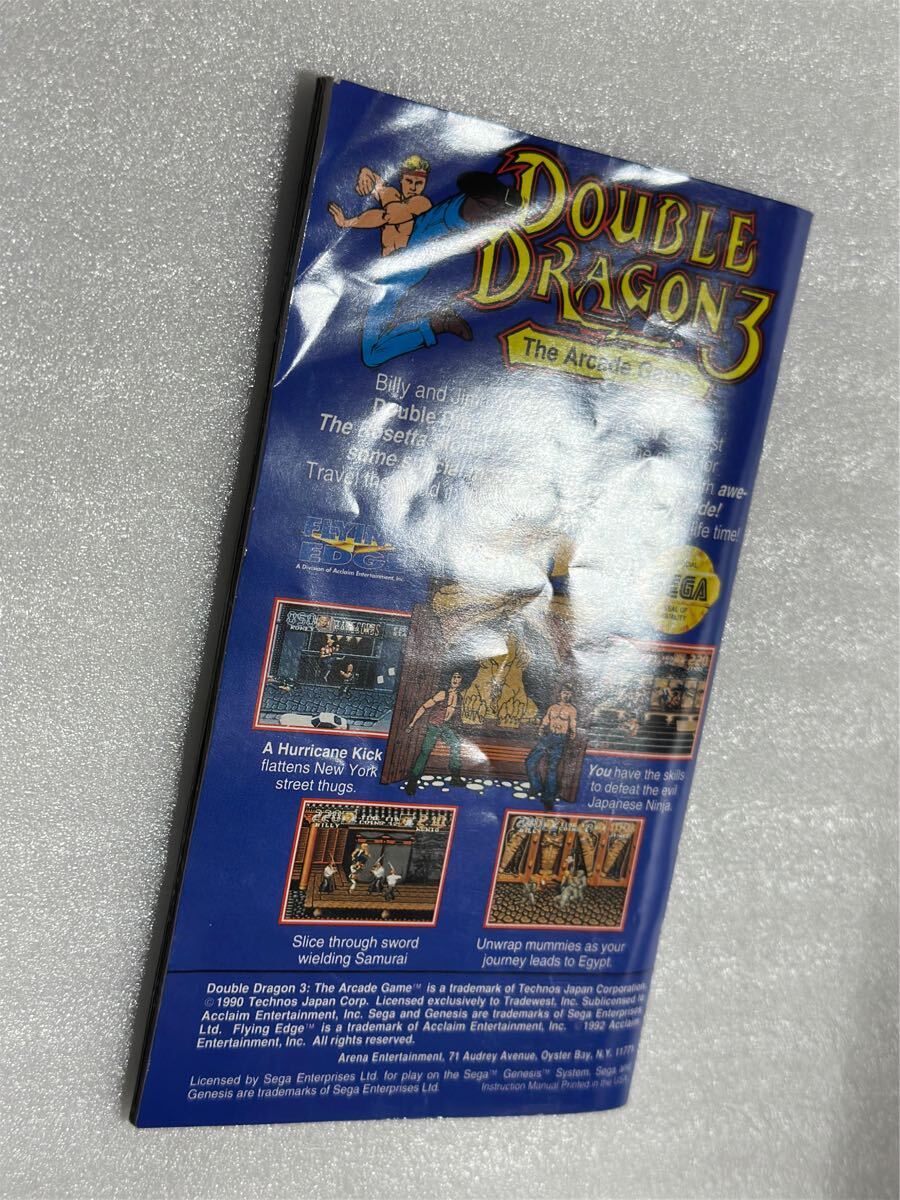 DOUBLE
DRAGON 3
The Arcade Game
Billy and
Double
The Rosetta
some special
for
Travel the
awe-
life time!
FLYING
EDGE
A Division of Acclaim Entertainment, Inc.
SEGA
A Hurricane Kick
flattens New York
street thugs.
You have the skills
to defeat the evil
Japanese Ninja.
BILLY
Slice through sword
wielding Samurai
Unwrap mummies as your
journey leads to Egypt.
Double Dragon 3: The Arcade Game™ is a trademark of Technos Japan Corporation.
© 1990 Technos Japan Corp. Licensed exclusively to Tradewest, Inc. Sublicensed to
Acclaim Entertainment, Inc. Sega and Genesis are trademarks of Sega Enterprises
Ltd. Flying Edge™ is a trademark of Acclaim Entertainment, Inc. © 1992 Acclaim
Entertainment, Inc. All rights reserved.
Arena Entertainment, 71 Audrey Avenue, Oyster Bay, N.Y. 1177
Licensed by Sega Enterprises Ltd. for play on the Sega™ Genesis™ System. Sega and
Genesis are trademarks of Sega Enterprises Ltd. Instruction Manual Printed in the USA